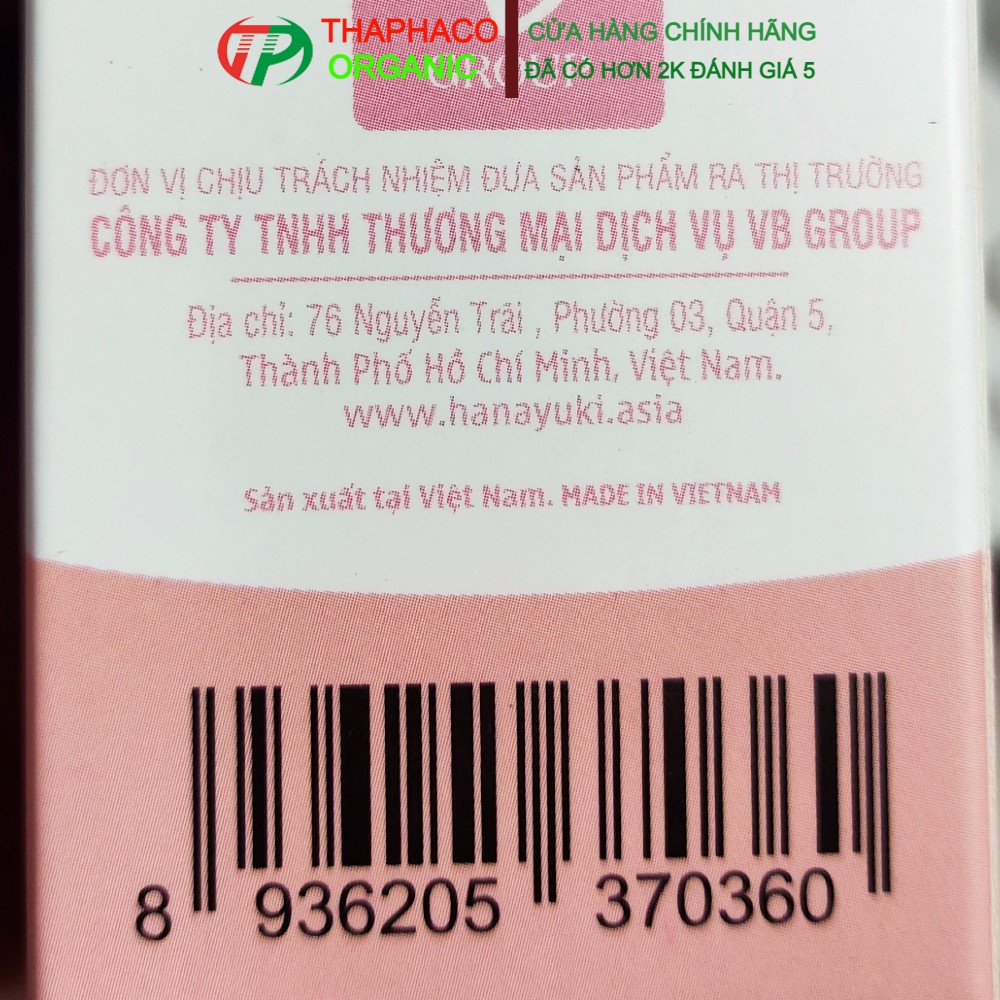 THAPHACO
ORGANIC
CỬA HÀNG CHÍNH HÃNG
ĐÃ CÓ HƠN 2K ĐÁNH GIÁ 5
GROUP
ĐƠN VỊ CHỊU TRÁCH NHIỆM ĐƯA SẢN PHẨM RA THỊ TRƯỜNG
CÔNG TY TNHH THƯƠNG MẠI DỊCH VỤ VB GROUP
Địa chỉ: 76 Nguyễn Trãi , Phường 03, Quận 5,
Thành Phố Hồ Chí Minh, Việt Nam.
www.hanayuki.asia
Sản xuất tại Việt Nam. MADE IN VIETNAM
8 936205 370360